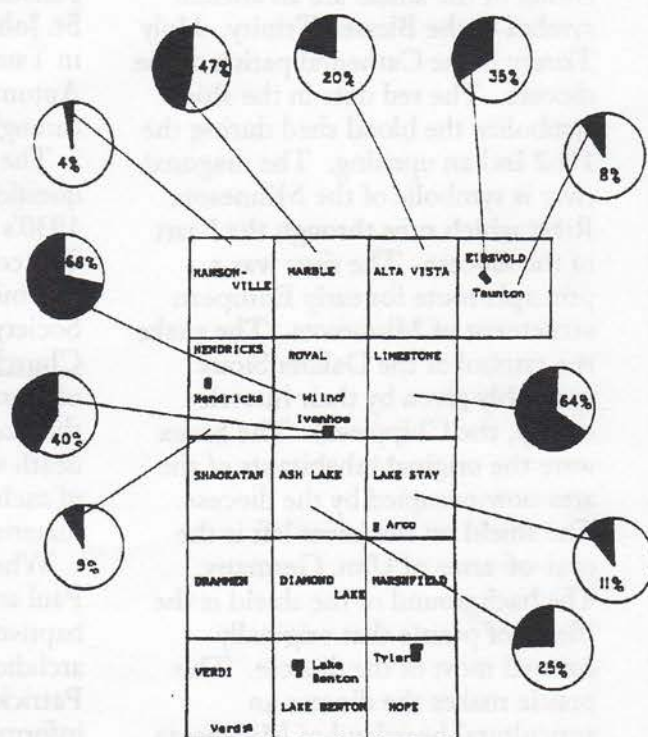 47%
20%
35%
4%
8%
HANSON-
VILLE
MARBLE
ALTA VISTA
EIDSVOLD
Taunton
68%
HENDRICKS
ROYAL
LIMESTONE
Hendricks
Wilno
Ivanhoe
64%
40%
SHAOKATAN
ASH LAKE
LAKE STAY
Arco
9%
11%
DRAMMEN
DIAMOND
LAKE
MARSHFIELD
25%
VERDI
Lake
Benton
Tyler
LAKE BENTON
HOPE
Verdi